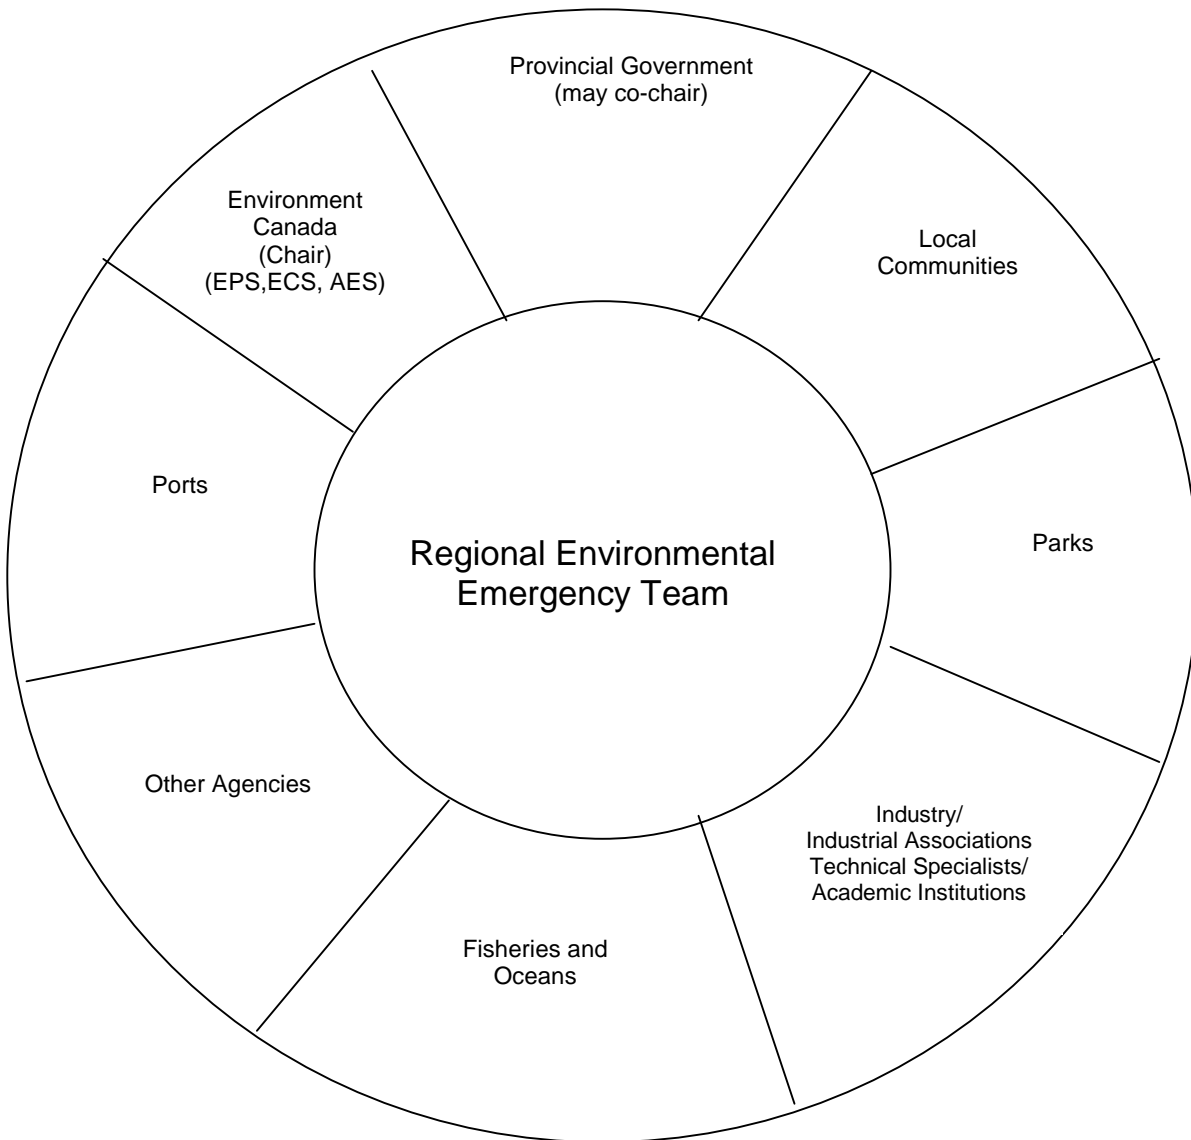 Provincial Government
(may co-chair)
Environment
Canada
(Chair)
(EPS,ECS, AES)
Local
Communities
Ports
Parks
Regional Environmental
Emergency Team
Other Agencies
Industry/
Industrial Associations
Technical Specialists/
Academic Institutions
Fisheries and
Oceans